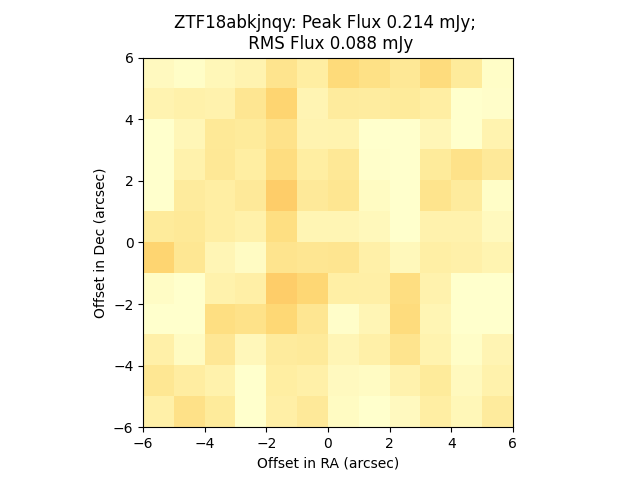 ZTF18abkjnqy: Peak Flux 0.214 mJy;
RMS Flux 0.088 mJy
6
4
2
0
−2
−4
−6
Offset in Dec (arcsec)
−6 −4 −2 0 2 4 6
Offset in RA (arcsec)